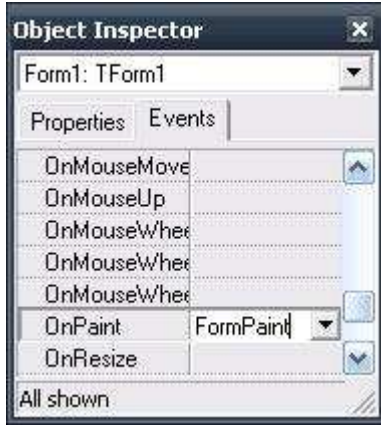 Object Inspector
Form1: TForm1
Properties Events
OnMouseMove
OnMouseUp
OnMouseWhee
OnMouseWhee
OnMouseWhee
OnPaint FormPaint
OnResize
All shown